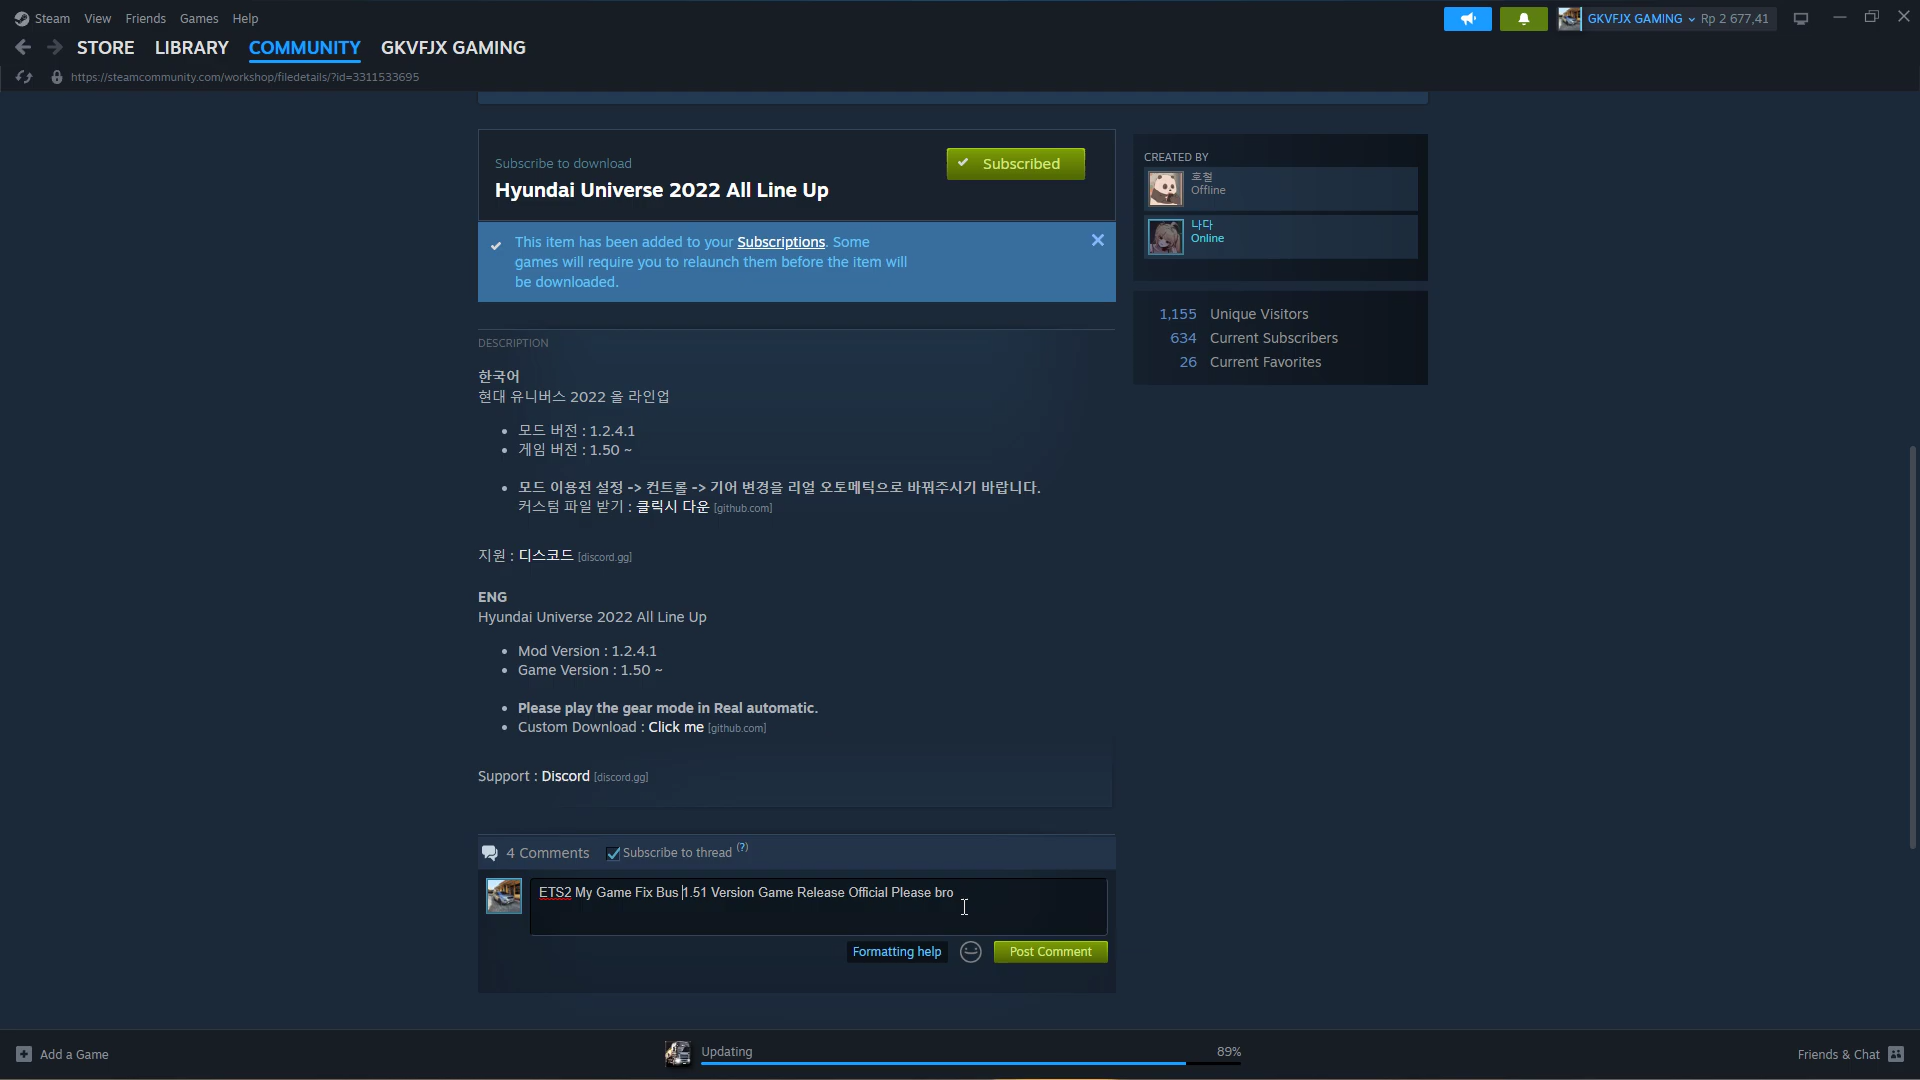 Steam View Friends Games Help
GKVFJX GAMING Rp 2 677,41
STORE LIBRARY COMMUNITY GKVFJX GAMING
https://steamcommunity.com/workshop/filedetails/?id=3311533695
Subscribe to download
Hyundai Universe 2022 All Line Up
Subscribed
This item has been added to your Subscriptions. Some
games will require you to relaunch them before the item will
be downloaded.
CREATED BY
호철
Offline
나다
Online
1,155 Unique Visitors
634 Current Subscribers
26 Current Favorites
DESCRIPTION
한국어
현대 유니버스 2022 올 라인업
모드 버전 : 1.2.4.1
게임 버전 : 1.50 ~
모드 이용전 설정 -> 컨트롤 -> 기어 변경을 리얼 오토메틱으로 바꿔주시기 바랍니다.
커스텀 파일 받기 : 클릭시 다운 [github.com]
지원 : 디스코드 [discord.gg]
ENG
Hyundai Universe 2022 All Line Up
Mod Version : 1.2.4.1
Game Version : 1.50 ~
Please play the gear mode in Real automatic.
Custom Download : Click me [github.com]
Support : Discord [discord.gg]
4 Comments Subscribe to thread (?)
ETS2 My Game Fix Bus 1.51 Version Game Release Official Please bro
Formatting help Post Comment
Add a Game
Updating 89%
Friends & Chat